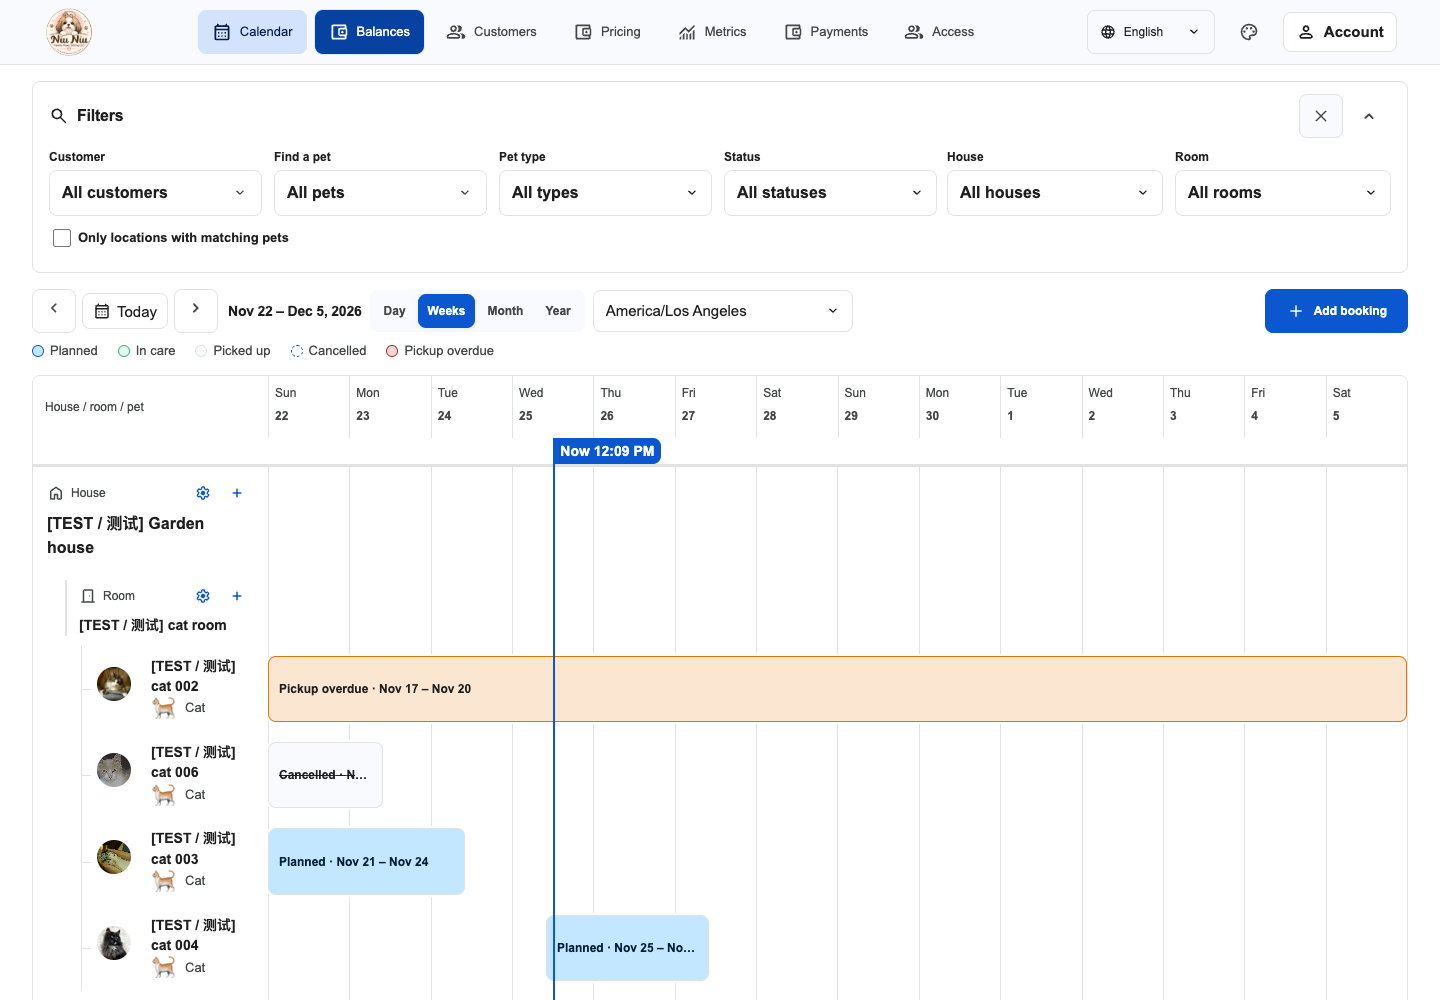 Niu Niu
Calendar
Balances
Customers
Pricing
Metrics
Payments
Access
English
Account
Filters
Customer
Find a pet
Pet type
Status
House
Room
All customers
All pets
All types
All statuses
All houses
All rooms
Only locations with matching pets
Today
Nov 22 – Dec 5, 2026
Day
Weeks
Month
Year
America/Los Angeles
Add booking
Planned
In care
Picked up
Cancelled
Pickup overdue
House / room / pet
Sun 22
Mon 23
Tue 24
Wed 25
Thu 26
Fri 27
Sat 28
Sun 29
Mon 30
Tue 1
Wed 2
Thu 3
Fri 4
Sat 5
Now 12:09 PM
House
[TEST / 测试] Garden
house
Room
[TEST / 测试] cat room
[TEST / 测试]
cat 002
Cat
Pickup overdue · Nov 17 – Nov 20
[TEST / 测试]
cat 006
Cat
Cancelled · N...
[TEST / 测试]
cat 003
Cat
Planned · Nov 21 – Nov 24
[TEST / 测试]
cat 004
Cat
Planned · Nov 25 – No...